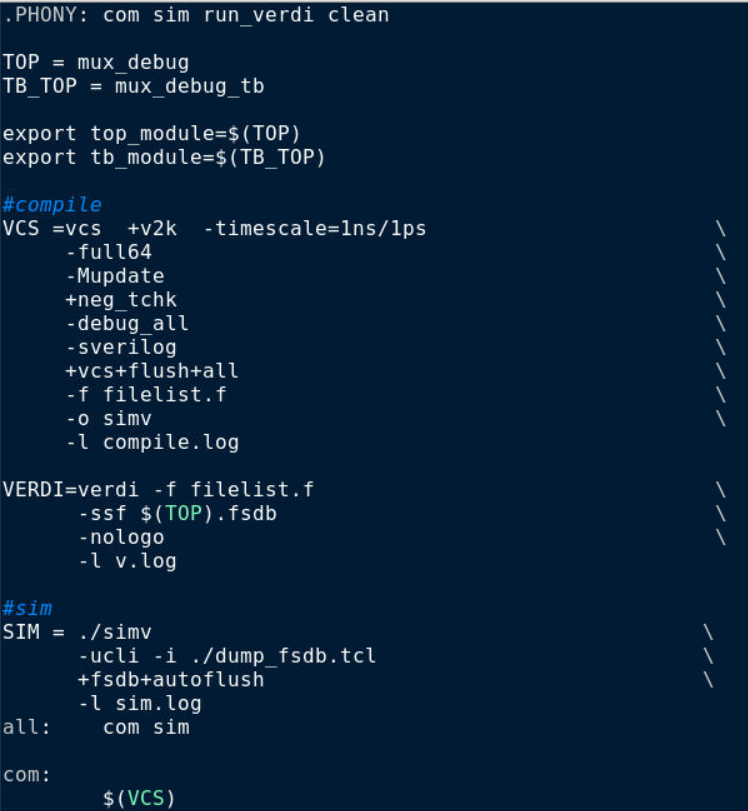 .PHONY: com sim run_verdi clean
TOP = mux_debug
TB_TOP = mux_debug_tb
export top_module=$(TOP)
export tb_module=$(TB_TOP)
#compile
VCS =vcs  +v2k  -timescale=1ns/1ps \
-full64 \
-Mupdate \
+neg_tchk \
-debug_all \
-sverilog \
+vcs+flush+all \
-f filelist.f \
-o simv \
-l compile.log
VERDI=verdi -f filelist.f \
-ssf $(TOP).fsdb \
-nologo \
-l v.log
#sim
SIM = ./simv \
-ucli -i ./dump_fsdb.tcl \
+fsdb+autoflush \
-l sim.log
all:    com sim
com:
$(VCS)